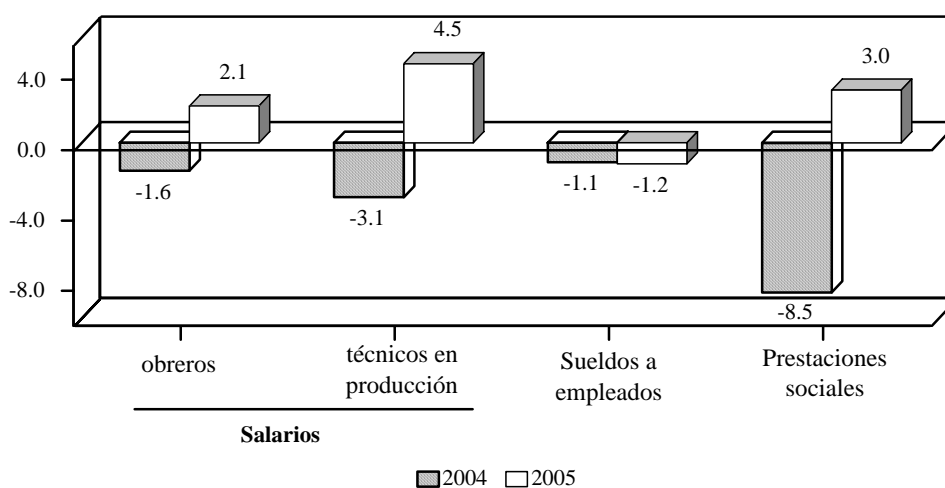 4.5
4.0
2.1
3.0
0.0
-1.6
-3.1
-1.1
-1.2
-4.0
-8.0
-8.5
obreros
técnicos en
producción
Sueldos a
empleados
Prestaciones
sociales
Salarios
2004
2005